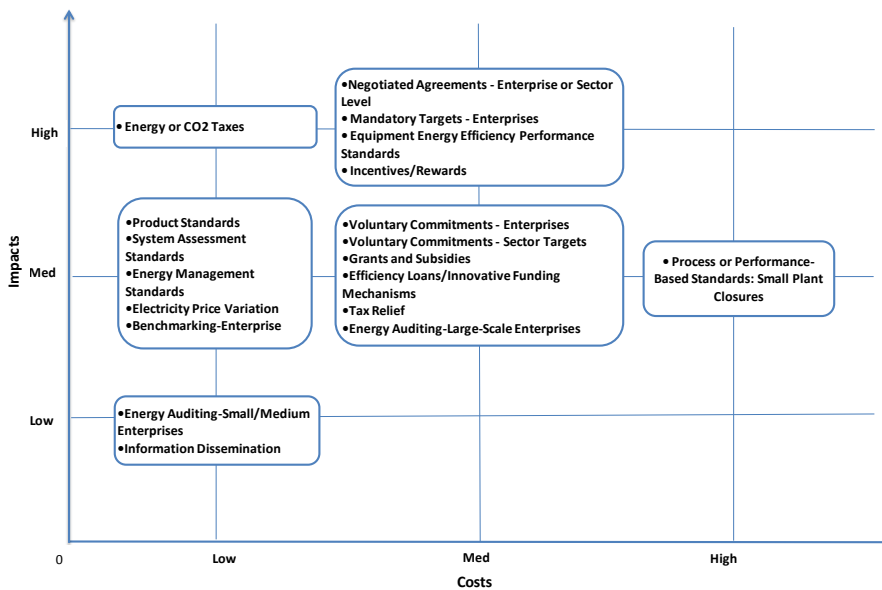 Impacts
High
Med
Low
0
• Energy or CO2 Taxes
•Negotiated Agreements - Enterprise or Sector
Level
• Mandatory Targets - Enterprises
• Equipment Energy Efficiency Performance
Standards
• Incentives/Rewards
•Product Standards
•System Assessment
Standards
•Energy Management
Standards
•Electricity Price Variation
•Benchmarking-Enterprise
•Voluntary Commitments - Enterprises
•Voluntary Commitments - Sector Targets
•Grants and Subsidies
•Efficiency Loans/Innovative Funding
Mechanisms
•Tax Relief
•Energy Auditing-Large-Scale Enterprises
• Process or Performance-
Based Standards: Small Plant
Closures
•Energy Auditing-Small/Medium
Enterprises
•Information Dissemination
Low
Med
High
Costs